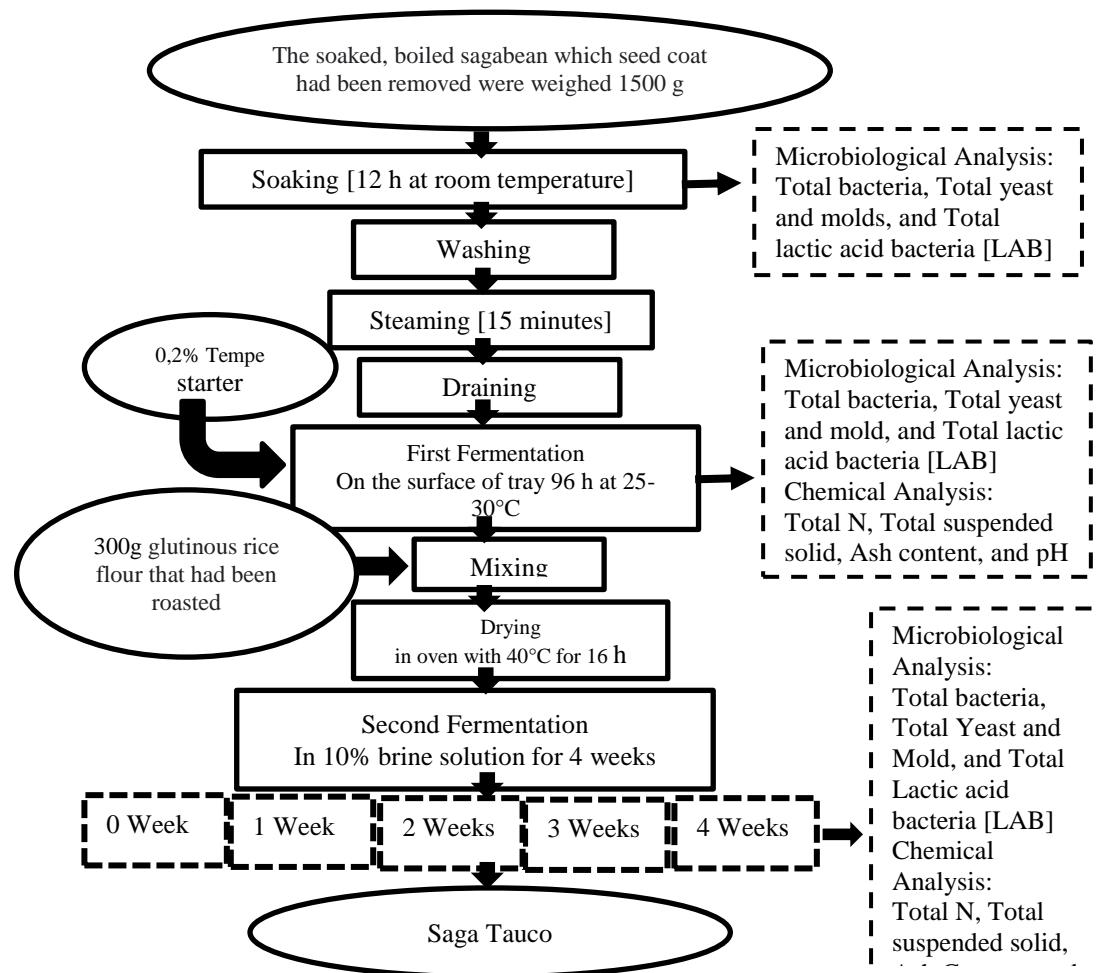 The soaked, boiled sagabean which seed coat
had been removed were weighed 1500 g
Soaking [12 h at room temperature]
Microbiological Analysis:
Total bacteria, Total yeast
and molds, and Total
lactic acid bacteria [LAB]
Washing
Steaming [15 minutes]
0,2% Tempe
starter
Draining
First Fermentation
On the surface of tray 96 h at 25-
30°C
Microbiological Analysis:
Total bacteria, Total yeast
and mold, and Total lactic
acid bacteria [LAB]
Chemical Analysis:
Total N, Total suspended
solid, Ash content, and pH
300g glutinous rice
flour that had been
roasted
Mixing
Drying
in oven with 40°C for 16 h
Second Fermentation
In 10% brine solution for 4 weeks
0 Week
1 Week
2 Weeks
3 Weeks
4 Weeks
Microbiological
Analysis:
Total bacteria,
Total Yeast and
Mold, and Total
Lactic acid
bacteria [LAB]
Chemical
Analysis:
Total N, Total
suspended solid,
Saga Tauco